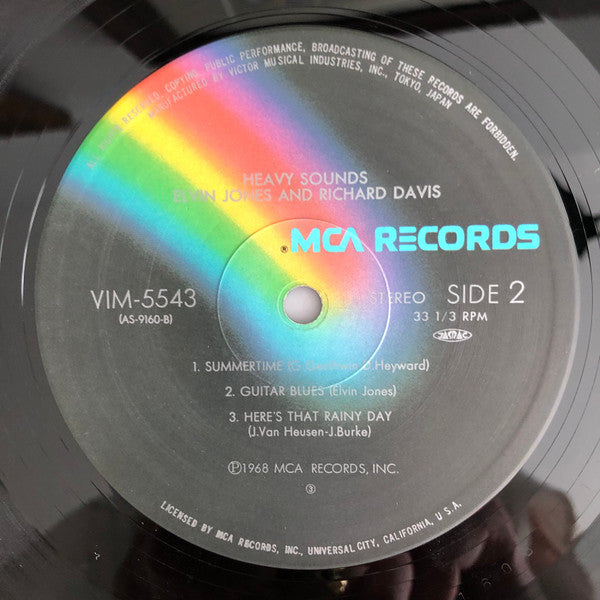 ALL RIGHTS RESERVED. COPYING, PUBLIC PERFORMANCE, BROADCASTING OF THESE RECORDS ARE FORBIDDEN.
MANUFACTURED BY VICTOR MUSICAL INDUSTRIES, INC., TOKYO, JAPAN
HEAVY SOUNDS
ELVIN JONES AND RICHARD DAVIS
® MCA RECORDS
VIM-5543
(AS-9160-B)
STEREO SIDE 2
33 1/3 RPM
JAMAC
1. SUMMERTIME (G.Gershwin-D.Heyward)
2. GUITAR BLUES (Elvin Jones)
3. HERE'S THAT RAINY DAY
(J.Van Heusen-J.Burke)
Ⓟ1968 MCA RECORDS, INC.
③
LICENSED BY MCA RECORDS, INC., UNIVERSAL CITY, CALIFORNIA, U.S.A.